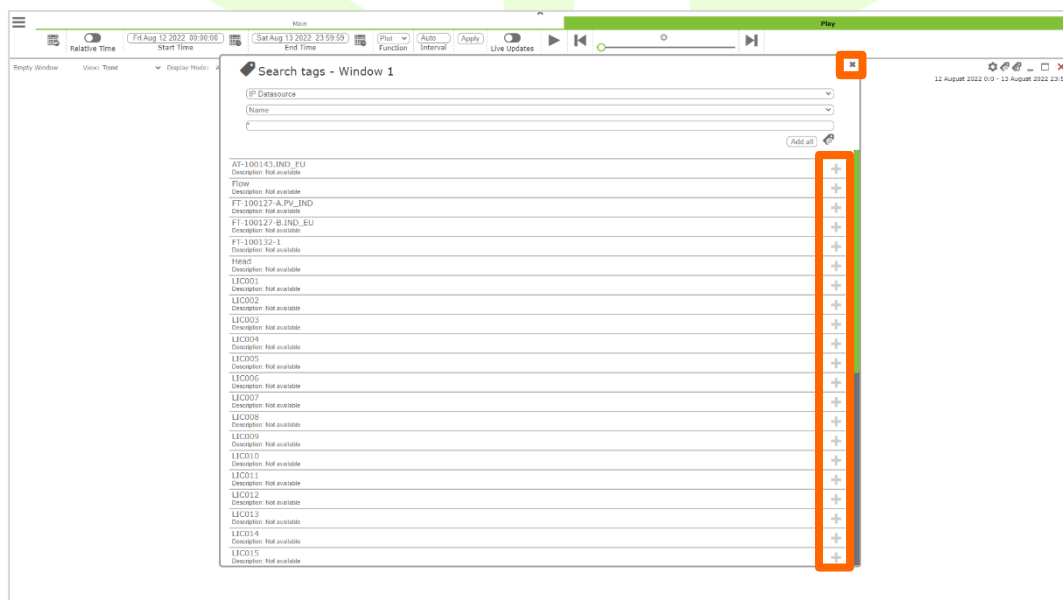 Main
Play
Relative Time
Fri Aug 12 2022 00:00:00
Start Time
Sat Aug 13 2022 23:59:59
End Time
Plot
Function
Auto
Interval
Apply
Live Updates
Empty Window
View: Trend
Display Mode: A
12 August 2022 0:0 - 13 August 2022 23:5
Search tags - Window 1
IP Datasource
Name
*
Add all
AT-100143.IND_EU
Description: Not available
Flow
Description: Not available
FT-100127-A.PV_IND
Description: Not available
FT-100127-B.IND_EU
Description: Not available
FT-100132-1
Description: Not available
Head
Description: Not available
LIC001
Description: Not available
LIC002
Description: Not available
LIC003
Description: Not available
LIC004
Description: Not available
LIC005
Description: Not available
LIC006
Description: Not available
LIC007
Description: Not available
LIC008
Description: Not available
LIC009
Description: Not available
LIC010
Description: Not available
LIC011
Description: Not available
LIC012
Description: Not available
LIC013
Description: Not available
LIC014
Description: Not available
LIC015
Description: Not available